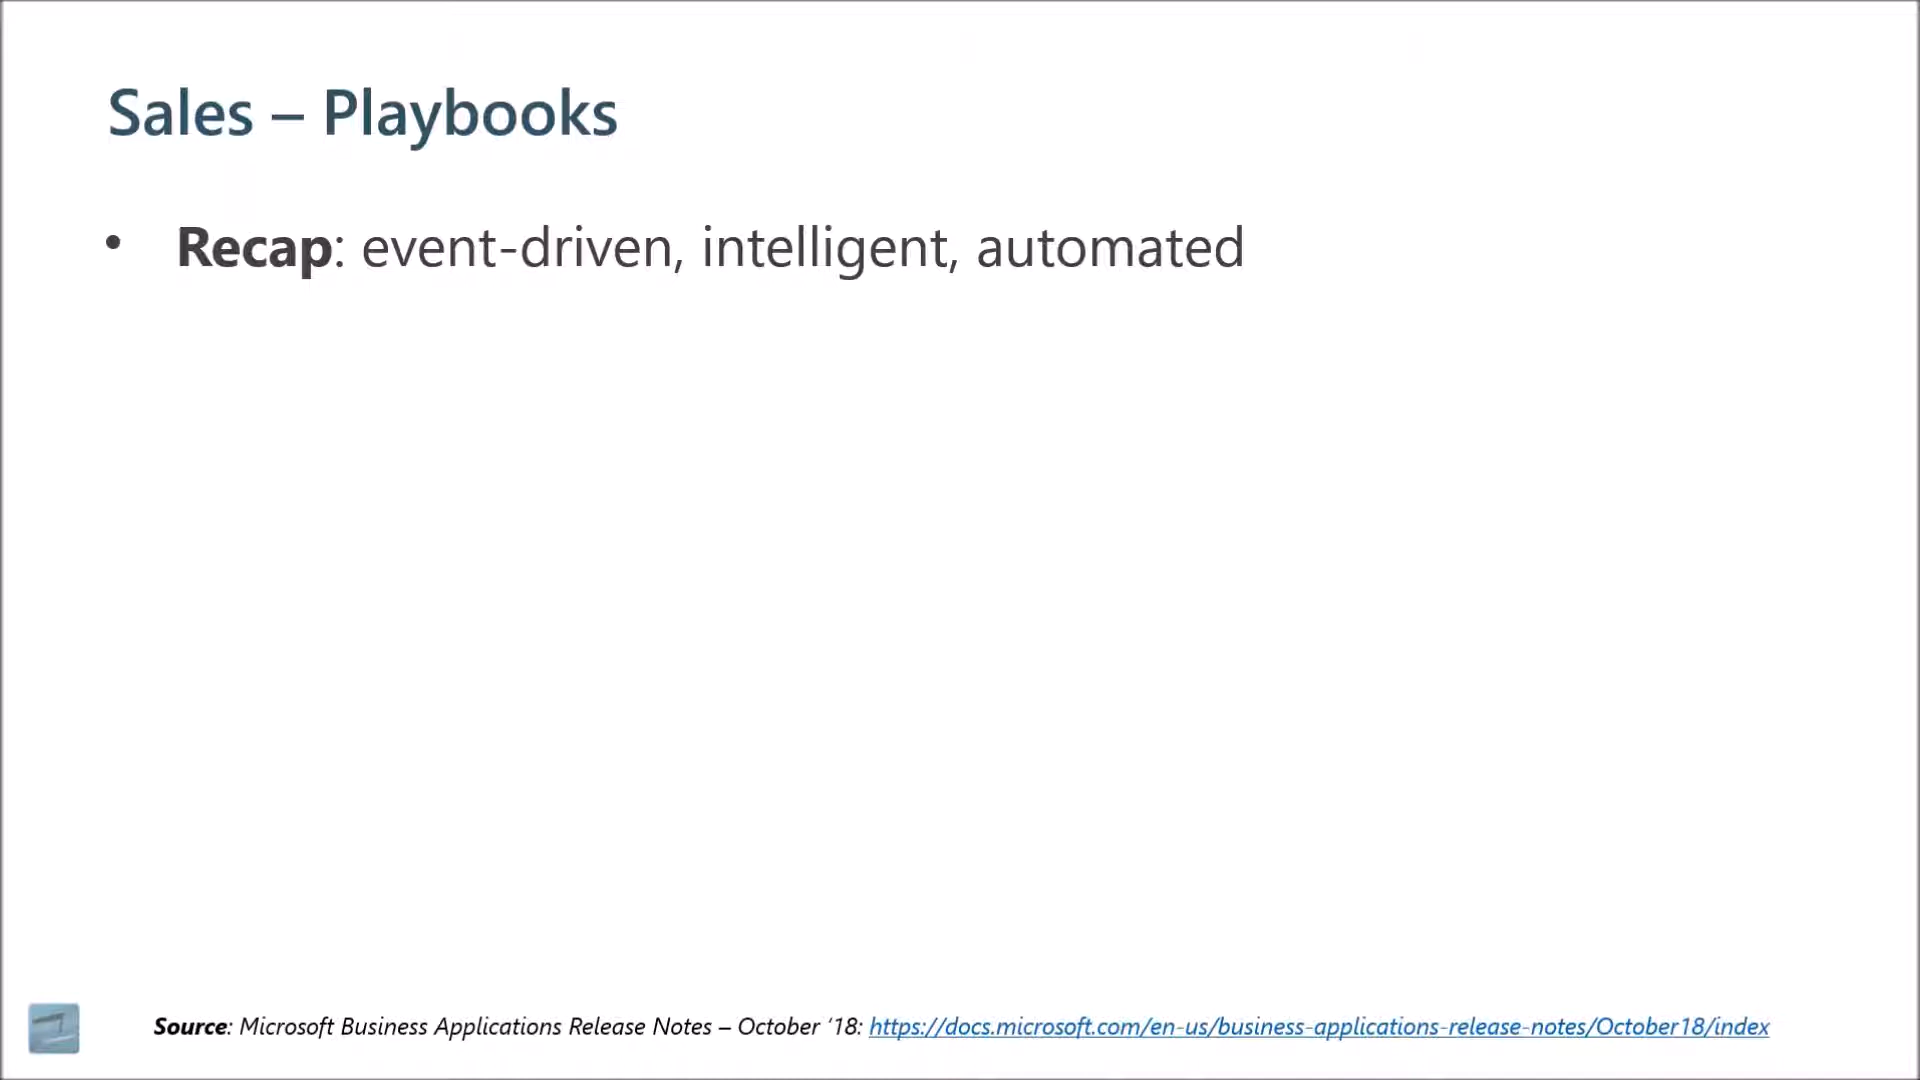 Sales – Playbooks
• Recap: event-driven, intelligent, automated
Source: Microsoft Business Applications Release Notes – October ‘18: https://docs.microsoft.com/en-us/business-applications-release-notes/October18/index